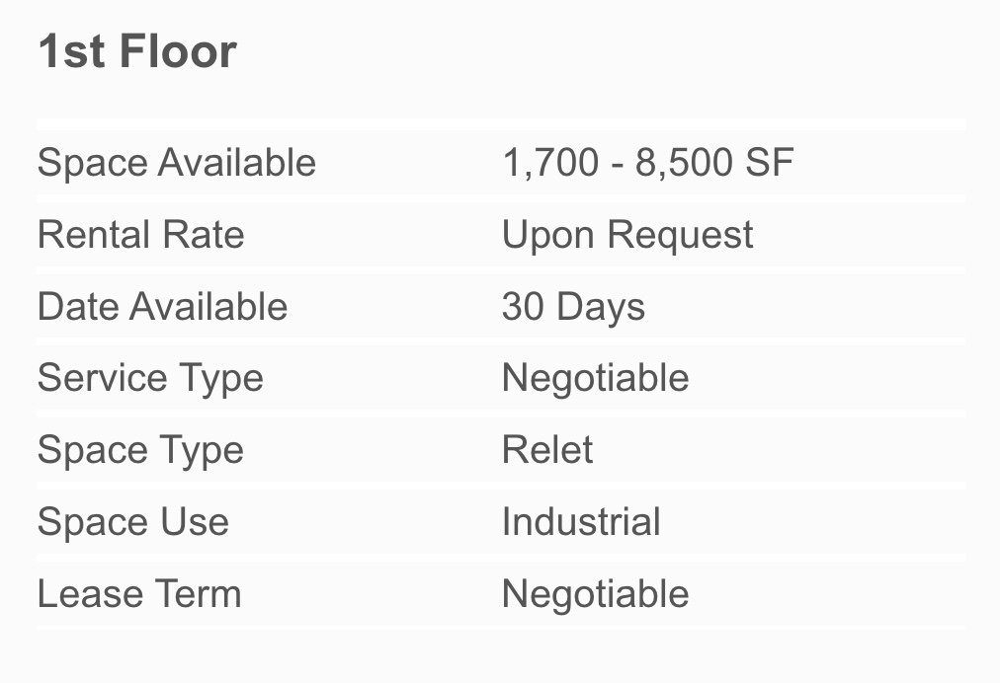 1st Floor
Space Available 1,700 - 8,500 SF
Rental Rate Upon Request
Date Available 30 Days
Service Type Negotiable
Space Type Relet
Space Use Industrial
Lease Term Negotiable